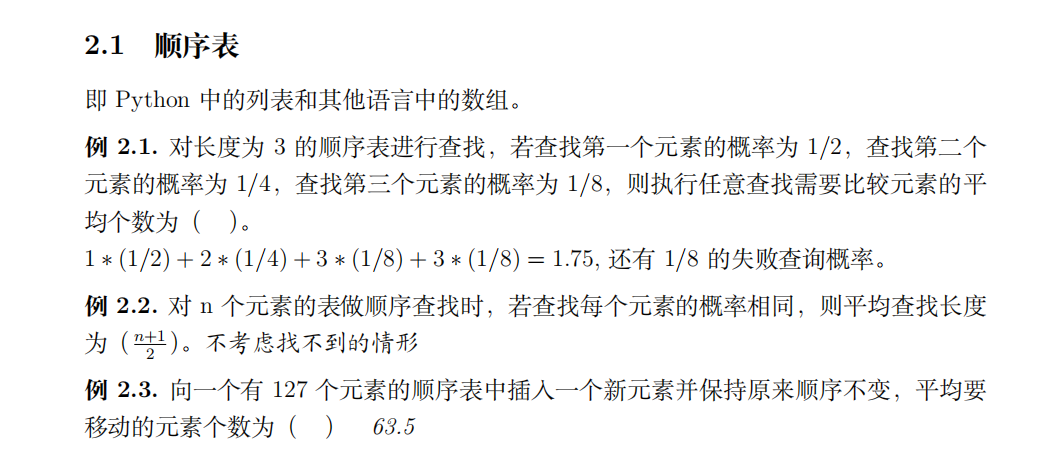 2.1 顺序表
即 Python 中的列表和其他语言中的数组。
例 2.1. 对长度为 3 的顺序表进行查找，若查找第一个元素的概率为 1/2，查找第二个
元素的概率为 1/4，查找第三个元素的概率为 1/8，则执行任意查找需要比较元素的平
均个数为（ ）。
1 ∗ (1/2) + 2 ∗ (1/4) + 3 ∗ (1/8) + 3 ∗ (1/8) = 1.75, 还有 1/8 的失败查询概率。
例 2.2. 对 n 个元素的表做顺序查找时，若查找每个元素的概率相同，则平均查找长度
为（\frac{n+1}{2}）。不考虑找不到的情形
例 2.3. 向一个有 127 个元素的顺序表中插入一个新元素并保持原来顺序不变，平均要
移动的元素个数为（ ） 63.5